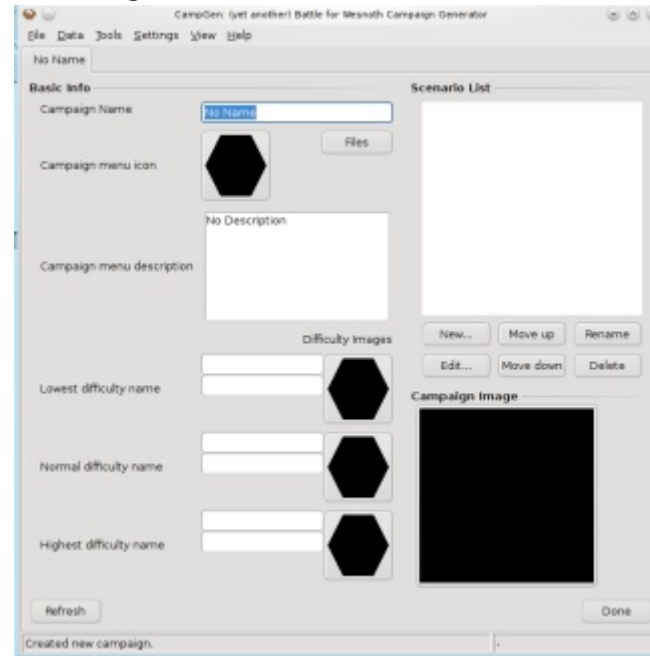 CampGen: (yet another) Battle for Wesnoth Campaign Generator
File Data Tools Settings View Help
No Name
Basic Info
Scenario List
Campaign Name
No Name
Files
Campaign menu icon
No Description
Campaign menu description
Difficulty Images
New... Move up Rename
Edit... Move down Delete
Lowest difficulty name
Campaign Image
Normal difficulty name
Highest difficulty name
Refresh
Done
Created new campaign.
-